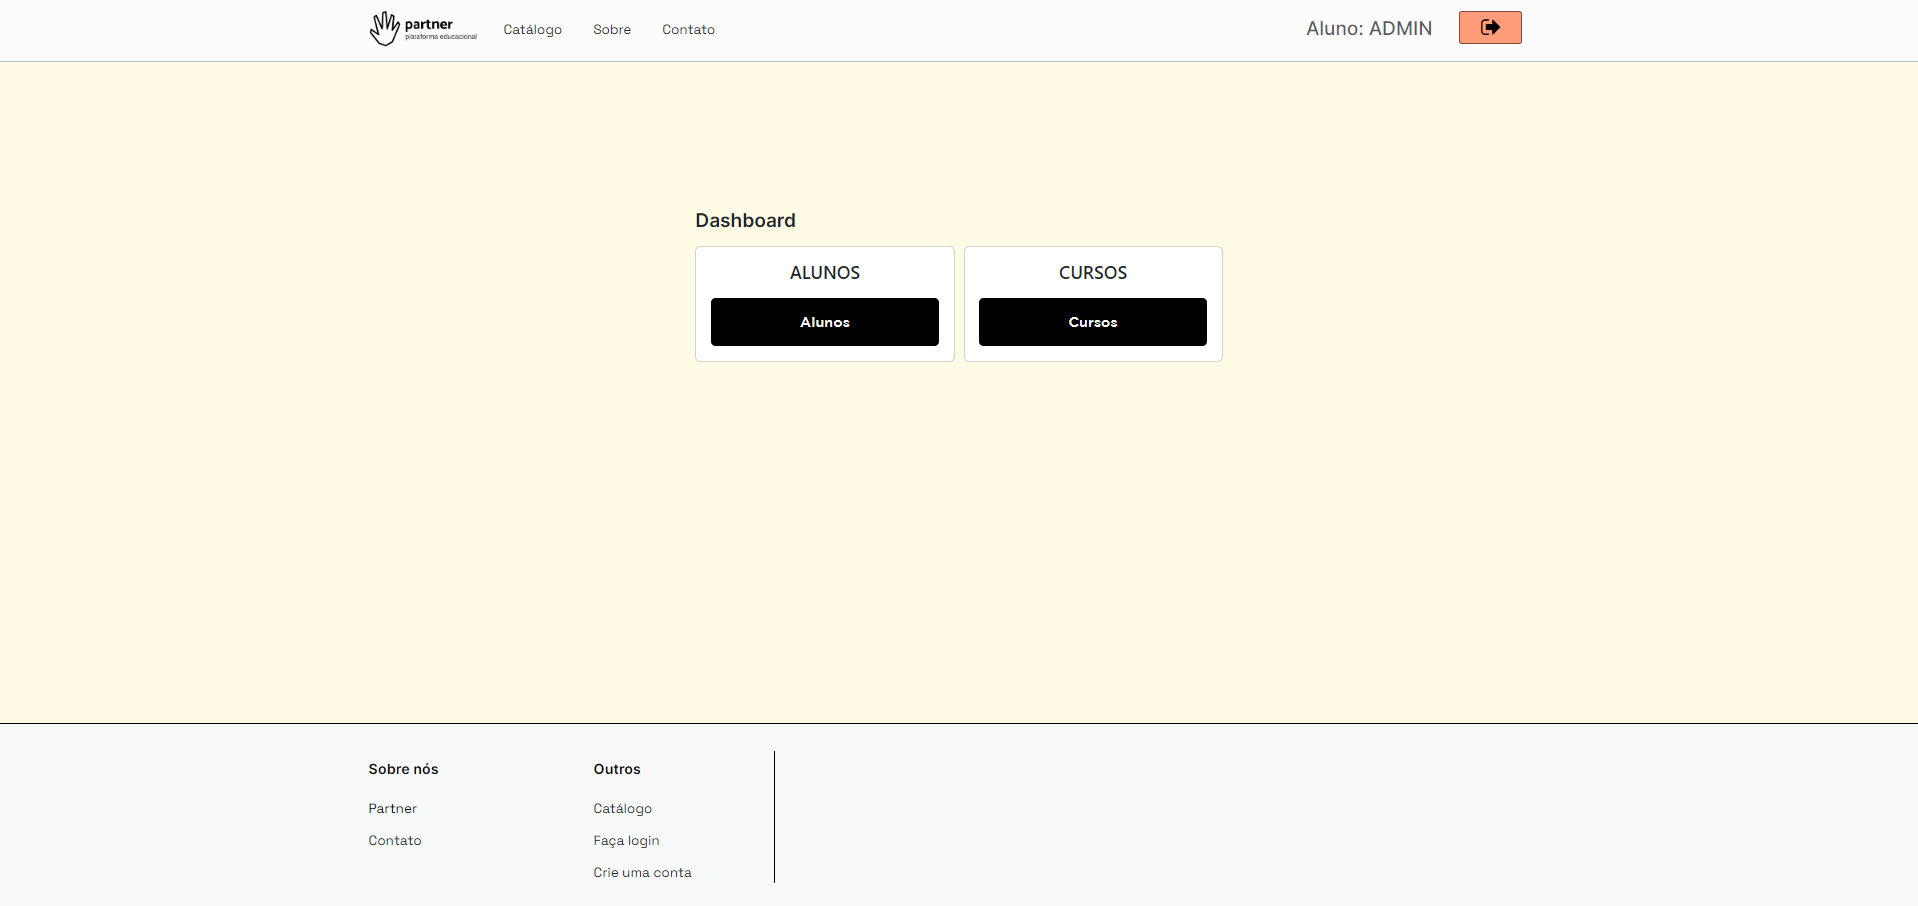 partner
plataforma educacional
Catálogo
Sobre
Contato
Aluno: ADMIN
Dashboard
ALUNOS
Alunos
CURSOS
Cursos
Sobre nós
Partner
Contato
Outros
Catálogo
Faça login
Crie uma conta